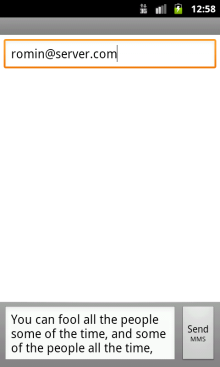 12:58
romin@server.com
You can fool all the people
some of the time, and some
of the people all the time,
Send
MMS